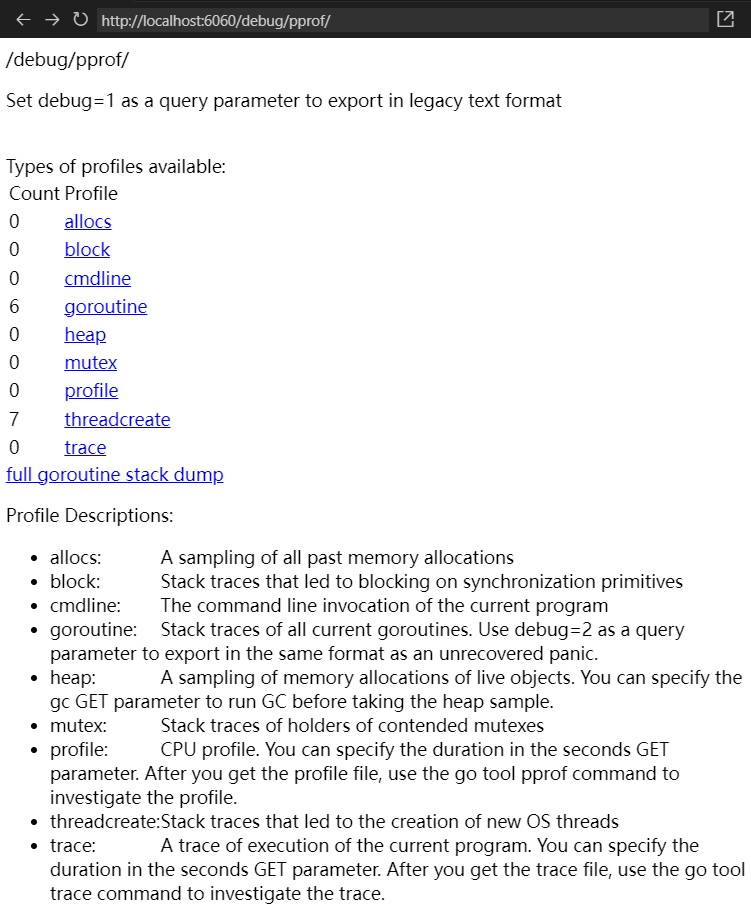 http://localhost:6060/debug/pprof/
/debug/pprof/
Set debug=1 as a query parameter to export in legacy text format
Types of profiles available:
Count Profile
0 allocs
0 block
0 cmdline
6 goroutine
0 heap
0 mutex
0 profile
7 threadcreate
0 trace
full goroutine stack dump
Profile Descriptions:
• allocs: A sampling of all past memory allocations
• block: Stack traces that led to blocking on synchronization primitives
• cmdline: The command line invocation of the current program
• goroutine: Stack traces of all current goroutines. Use debug=2 as a query
parameter to export in the same format as an unrecovered panic.
• heap: A sampling of memory allocations of live objects. You can specify the
gc GET parameter to run GC before taking the heap sample.
• mutex: Stack traces of holders of contended mutexes
• profile: CPU profile. You can specify the duration in the seconds GET
parameter. After you get the profile file, use the go tool pprof command to
investigate the profile.
• threadcreate:Stack traces that led to the creation of new OS threads
• trace: A trace of execution of the current program. You can specify the
duration in the seconds GET parameter. After you get the trace file, use the go tool
trace command to investigate the trace.